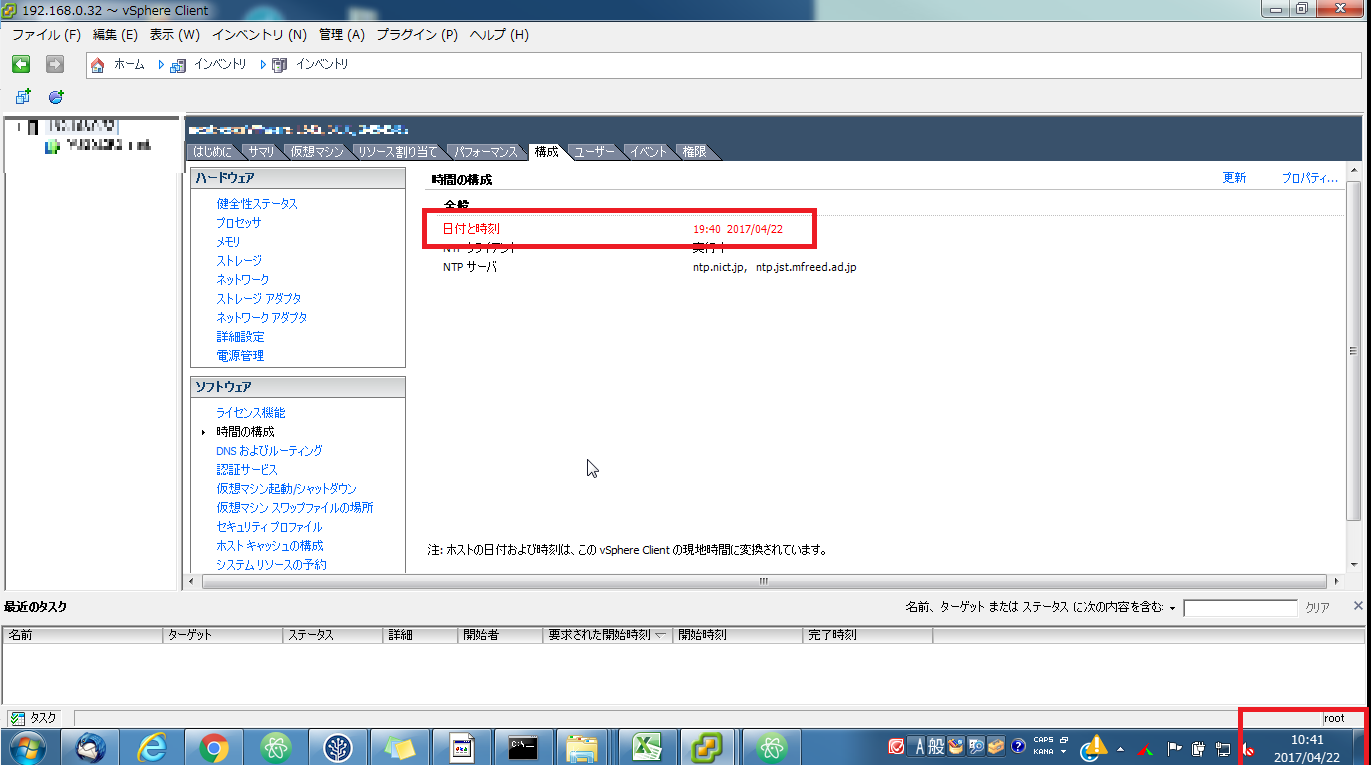 192.168.0.32 ～ vSphere Client
ファイル (F) 編集 (E) 表示 (W) インベントリ (N) 管理 (A) プラグイン (P) ヘルプ (H)
ホーム インベントリ インベントリ
はじめに サマリ 仮想マシン リソース割り当て パフォーマンス 構成 ユーザー イベント 権限
ハードウェア
健全性ステータス
プロセッサ
メモリ
ストレージ
ネットワーク
ストレージ アダプタ
ネットワーク アダプタ
詳細設定
電源管理
ソフトウェア
ライセンス機能
時間の構成
DNS およびルーティング
認証サービス
仮想マシン起動/シャットダウン
仮想マシン スワップファイルの場所
セキュリティ プロファイル
ホスト キャッシュの構成
システム リソースの予約
時間の構成 更新 プロパティ...
全般
日付と時刻 19:40 2017/04/22
NTP クライアント 実行中
NTP サーバ ntp.nict.jp, ntp.jst.mfreed.ad.jp
注: ホストの日付および時刻は、この vSphere Client の現地時間に変換されています。
最近のタスク 名前、ターゲット または ステータス に次の内容を含む: クリア
名前 ターゲット ステータス 詳細 開始者 要求された開始時刻 開始時刻 完了時刻
タスク root
A 般 CAPS KANA 10:41
2017/04/22